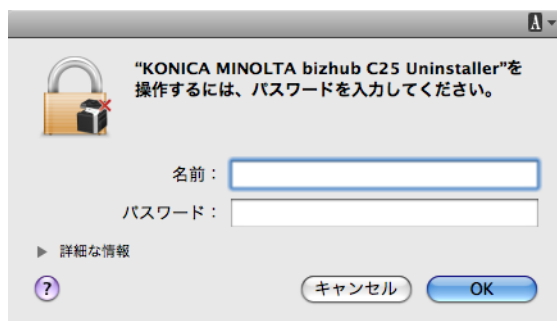 A
“KONICA MINOLTA bizhub C25 Uninstaller”を
操作するには、パスワードを入力してください。
名前：
パスワード：
詳細な情報
?
キャンセル
OK